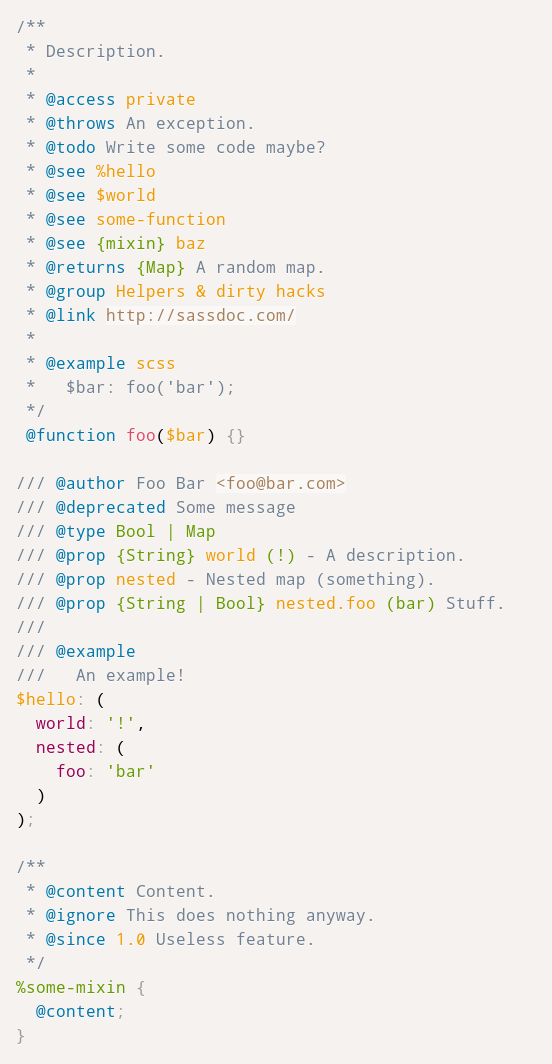 /**
 * Description.
 *
 * @access private
 * @throws An exception.
 * @todo Write some code maybe?
 * @see %hello
 * @see $world
 * @see some-function
 * @see {mixin} baz
 * @returns {Map} A random map.
 * @group Helpers & dirty hacks
 * @link http://sassdoc.com/
 *
 * @example scss
 *   $bar: foo('bar');
 */
 @function foo($bar) {}

/// @author Foo Bar <foo@bar.com>
/// @deprecated Some message
/// @type Bool | Map
/// @prop {String} world (!) - A description.
/// @prop nested - Nested map (something).
/// @prop {String | Bool} nested.foo (bar) Stuff.
///
/// @example
///   An example!
$hello: (
  world: '!',
  nested: (
    foo: 'bar'
  )
);

/**
 * @content Content.
 * @ignore This does nothing anyway.
 * @since 1.0 Useless feature.
 */
%some-mixin {
  @content;
}